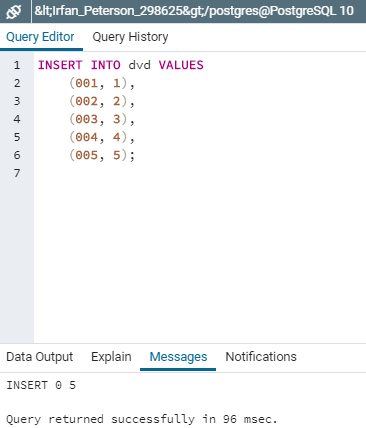 &lt;Irfan_Peterson_298625&gt;/postgres@PostgreSQL 10
Query Editor Query History
1 INSERT INTO dvd VALUES
2 (001, 1),
3 (002, 2),
4 (003, 3),
5 (004, 4),
6 (005, 5);
7
Data Output Explain Messages Notifications
INSERT 0 5
Query returned successfully in 96 msec.